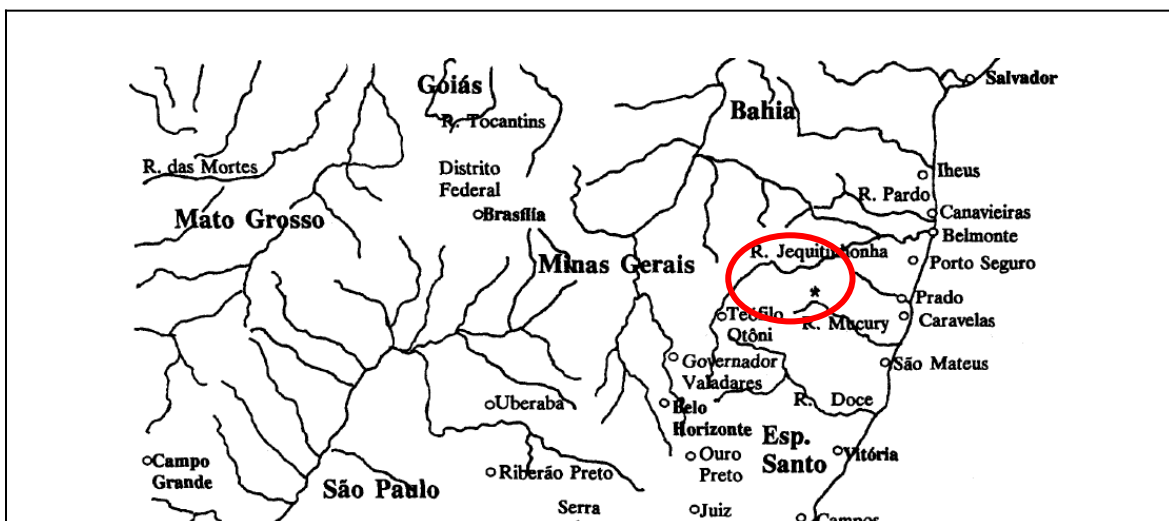 Goiás
Salvador
Bahia
R. Tocantins
R. das Mortes
Distrito
Federal
Iheus
R. Pardo
Mato Grosso
Brasília
Canavieiras
Belmonte
R. Jequitinhonha
Minas Gerais
Porto Seguro
*
Prado
Teófilo
Otôni
R. Mucury
Caravelas
Governador
Valadares
São Mateus
Uberaba
Belo
Horizonte
R. Doce
Esp.
Santo
Vitória
Ouro
Preto
Campo
Grande
Riberão Preto
São Paulo
Serra
Juiz
Campos